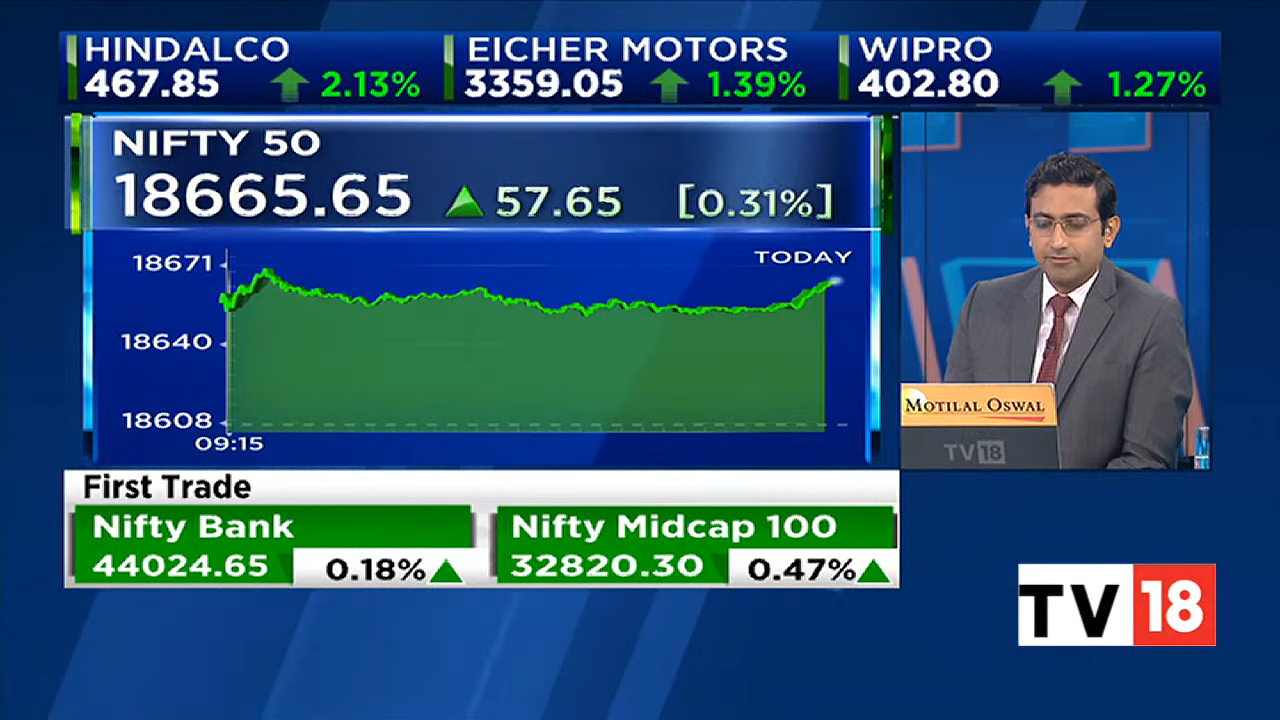 HINDALCO
467.85 2.13%
EICHER MOTORS
3359.05 1.39%
WIPRO
402.80 1.27%
NIFTY 50
18665.65 57.65 [0.31%]
TODAY
18671
18640
18608
09:15
MOTILAL OSWAL
TV18
First Trade
Nifty Bank
44024.65 0.18%
Nifty Midcap 100
32820.30 0.47%
TV18